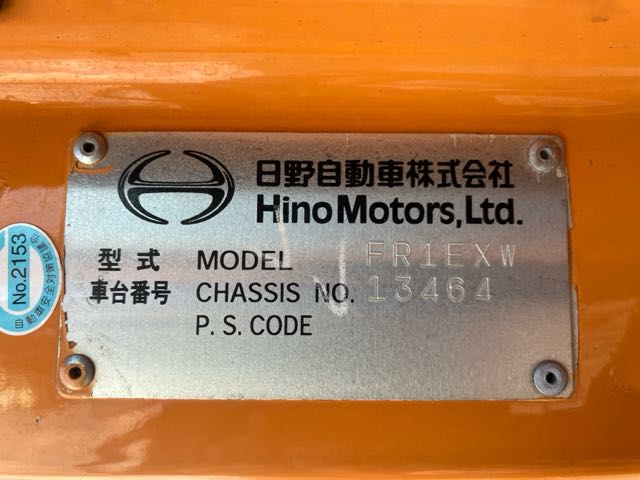 日野自動車株式会社
Hino Motors, Ltd.
型式 MODEL FR1EXW
車台番号 CHASSIS NO. 13464
P. S. CODE
No.2153